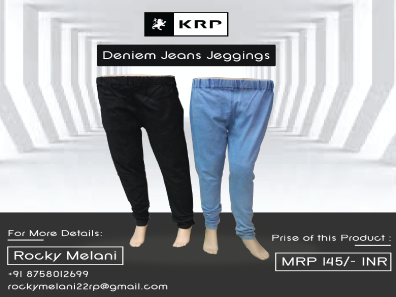 KRP
Deniem Jeans Jeggings
For More Details:
Rocky Melani
+91 8758012699
rockymelani22rp@gmail.com
Prise of this Product :
MRP 145/- INR